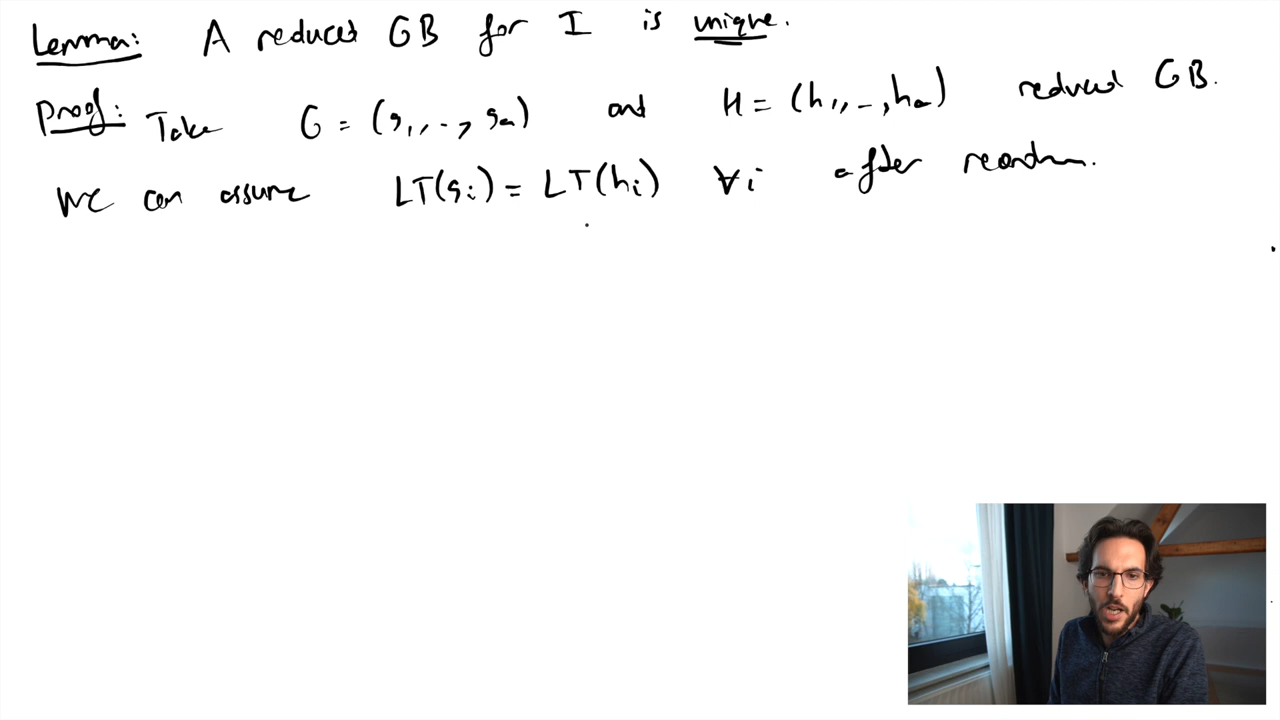 Lemma: A reduced GB for I is unique.
Proof: Take G = (g₁,..,gₘ) and H = (h₁,..,hₘ) reduced GB.
We can assume LT(gᵢ) = LT(hᵢ) ∀i after